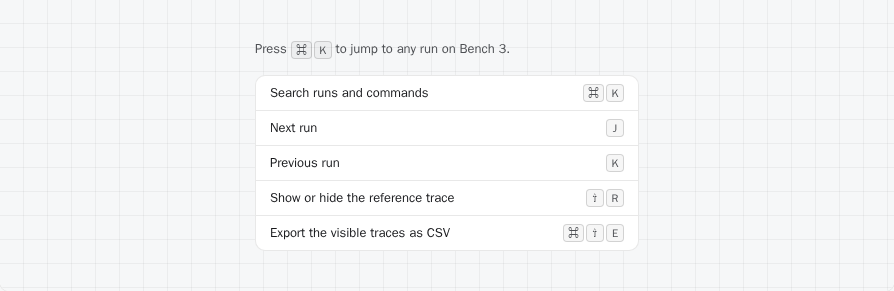 Press ⌘ K to jump to any run on Bench 3.
Search runs and commands ⌘ K
Next run J
Previous run K
Show or hide the reference trace ⇧ R
Export the visible traces as CSV ⌘ ⇧ E